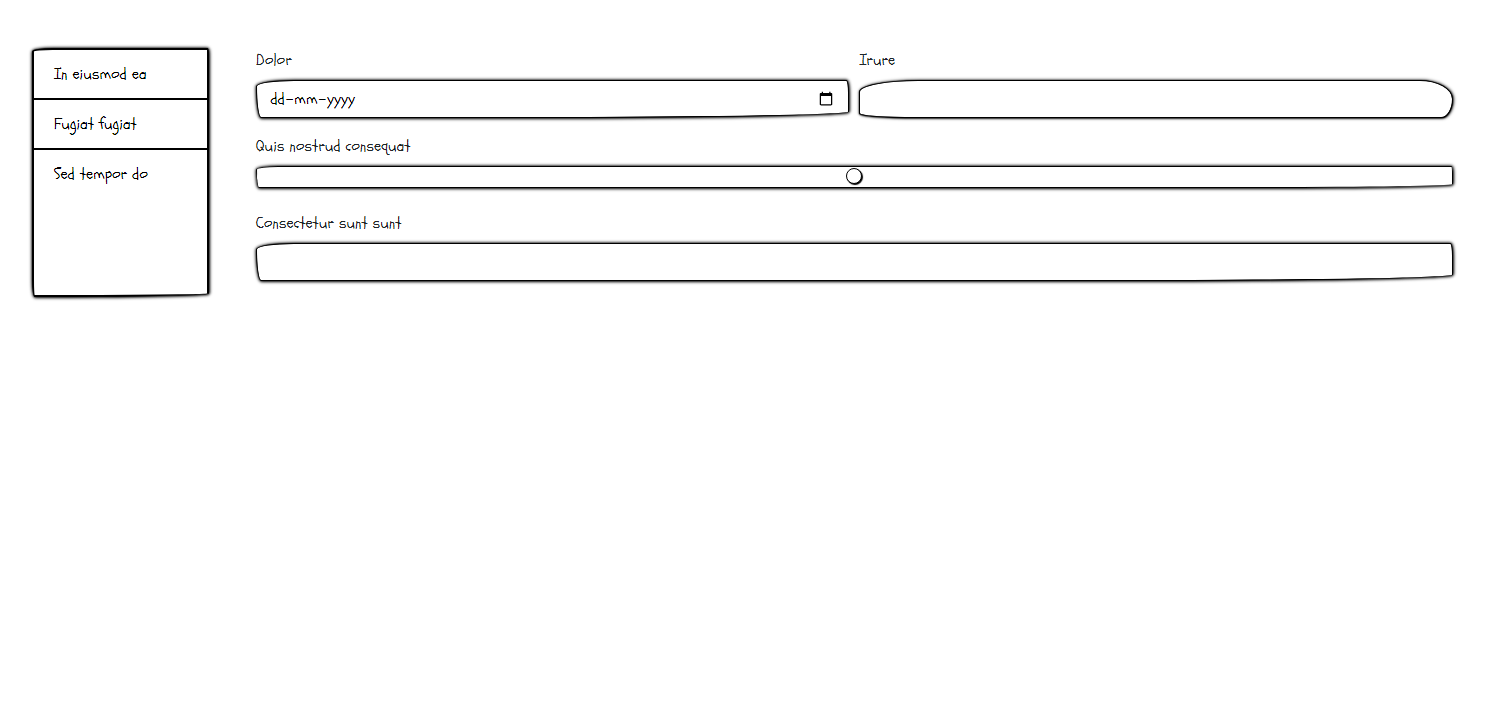 In eiusmod ea
Fugiat fugiat
Sed tempor do
Dolor
dd-mm-yyyy
Irure
Quis nostrud consequat
Consectetur sunt sunt